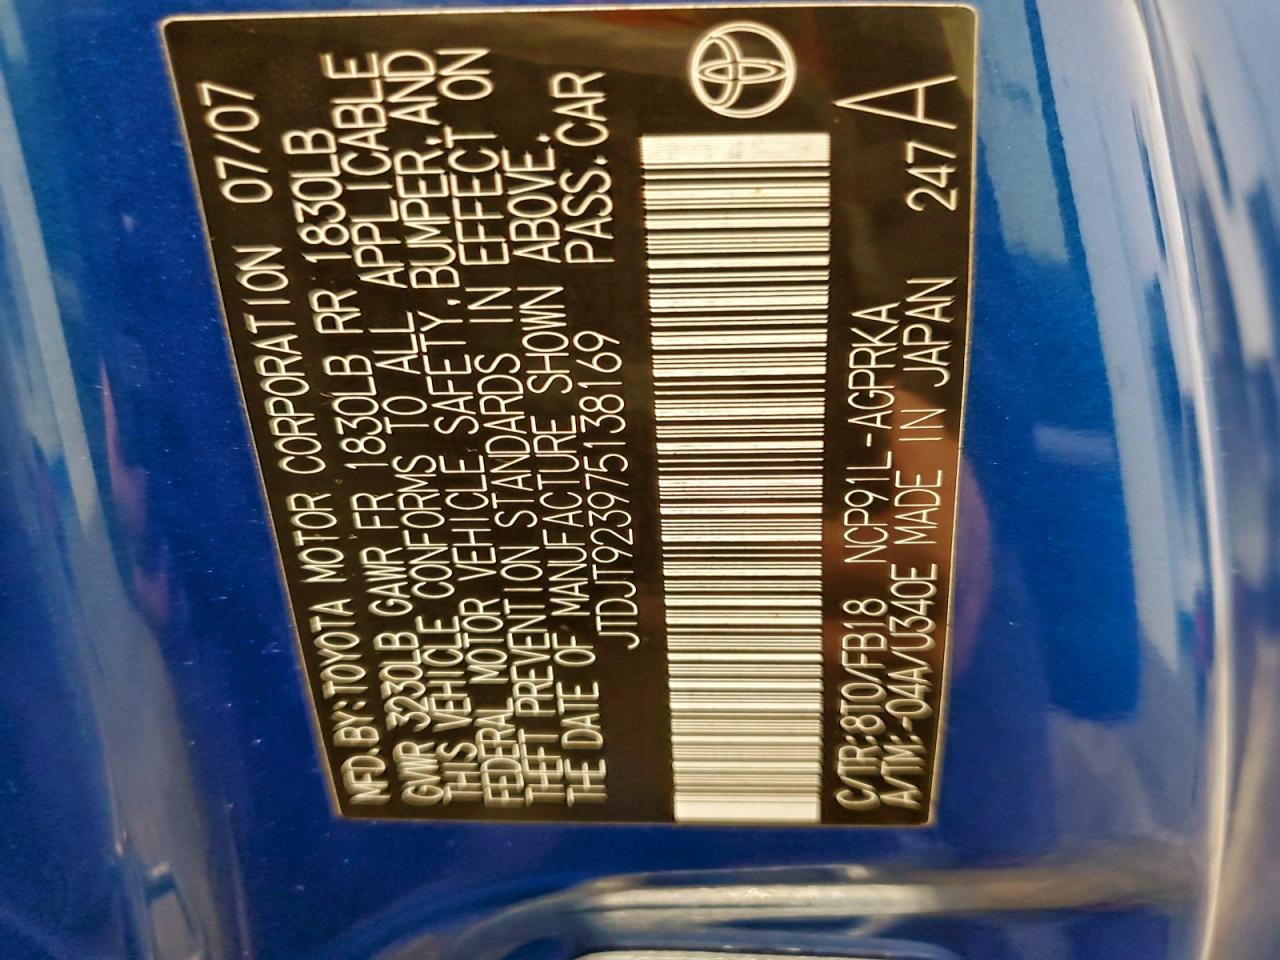 MFD.BY:TOYOTA MOTOR CORPORATION 07/07
GVWR 3230LB GAWR FR 1830LB RR 1830LB
THIS VEHICLE CONFORMS TO ALL APPLICABLE
FEDERAL MOTOR VEHICLE SAFETY,BUMPER,AND
THEFT PREVENTION STANDARDS IN EFFECT ON
THE DATE OF MANUFACTURE SHOWN ABOVE.
JTDJT923975138169 PASS.CAR
C/TR:8T0/FB18 NCP91L-AGPRKA
A/TM:-04A/U340E MADE IN JAPAN 247A